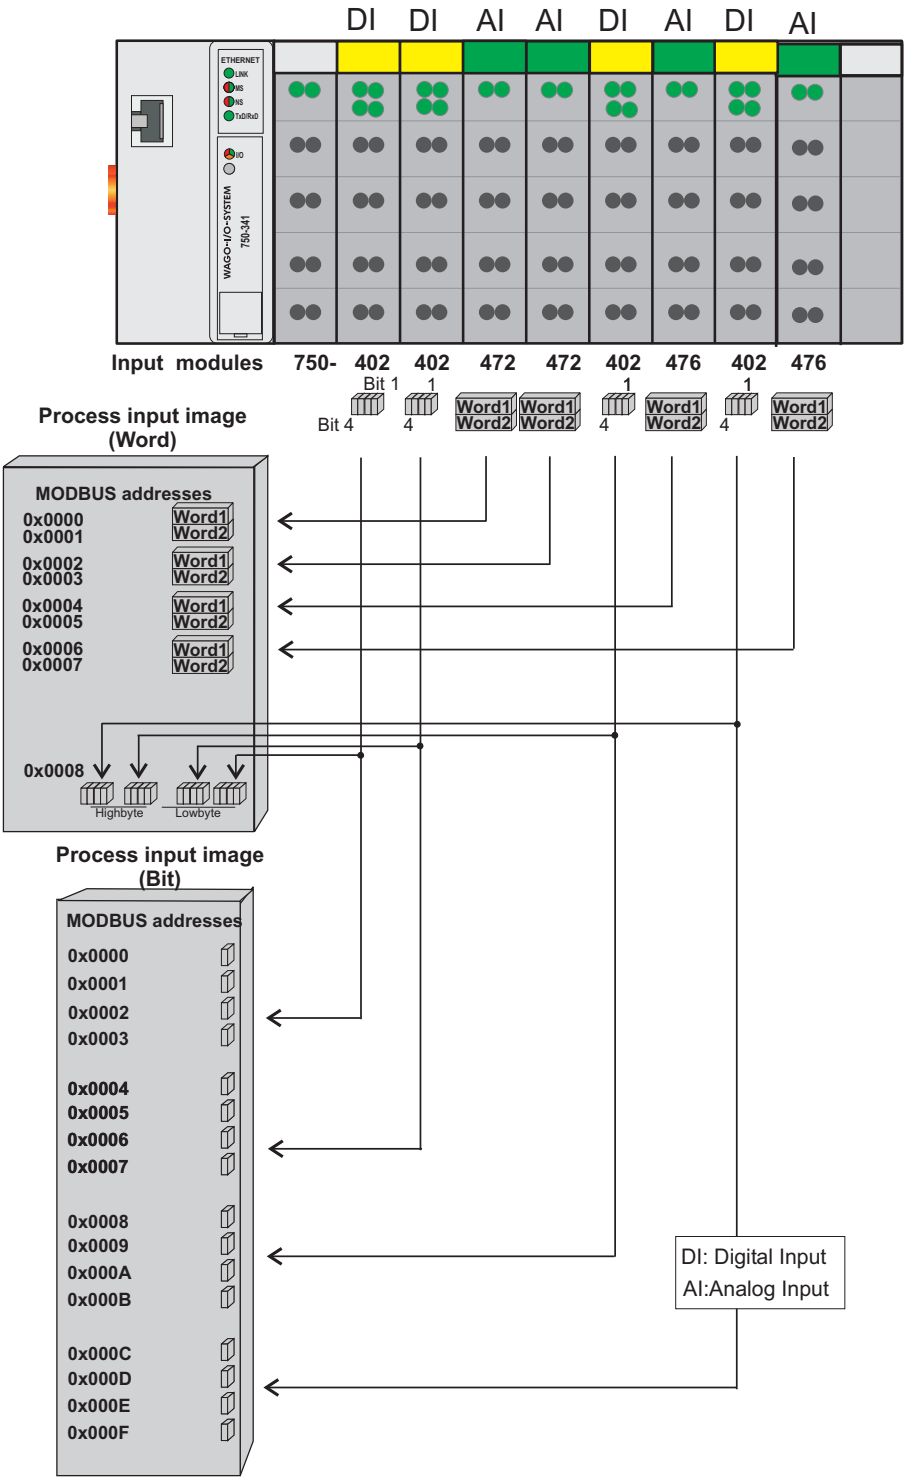 DI DI AI AI DI AI DI AI
ETHERNET
LINK
MS
NS
TxD/RxD
I/O
WAGO-I/O-SYSTEM
750-341
Input modules 750- 402 402 472 472 402 476 402 476
Bit 1 1 1 1
Word1 Word1 Word1 Word1
Word2 Word2 Word2 Word2
Bit 4 4 4 4
Process input image
(Word)
MODBUS addresses
0x0000 Word1
0x0001 Word2
0x0002 Word1
0x0003 Word2
0x0004 Word1
0x0005 Word2
0x0006 Word1
0x0007 Word2
0x0008
Highbyte Lowbyte
Process input image
(Bit)
MODBUS addresses
0x0000
0x0001
0x0002
0x0003
0x0004
0x0005
0x0006
0x0007
0x0008
0x0009
0x000A
0x000B
0x000C
0x000D
0x000E
0x000F
DI: Digital Input
AI:Analog Input